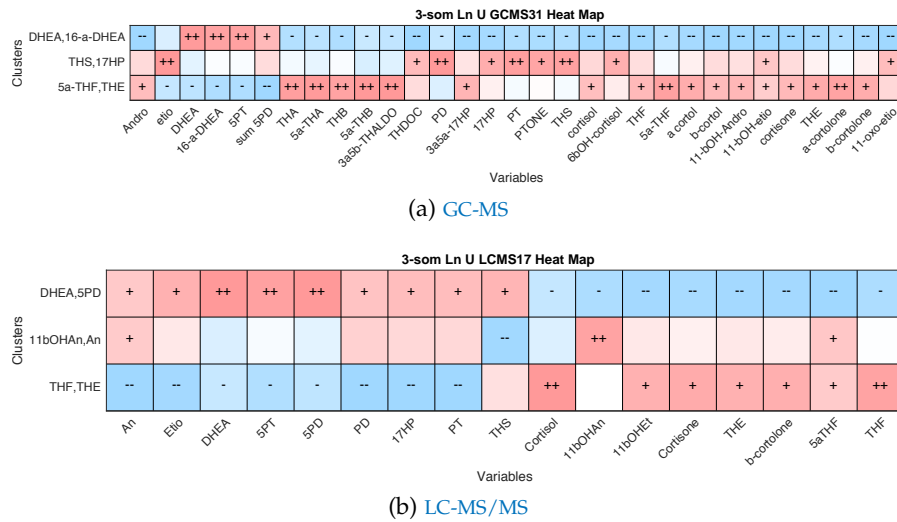 3-som Ln U GCMS31 Heat Map
Clusters
DHEA,16-a-DHEA -- -- ++ ++ ++ + - - - - - -- -- - -- -- -- -- - -- -- - -- -- -- -- -- -- -- -- --
THS,17HP ++ + ++ + ++ + ++ + + +
5a-THF,THE + - - - - -- ++ ++ ++ ++ ++ + + + ++ + + + + + + ++ +
Andro etio DHEA 16-a-DHEA 5PT sum 5PD THA 5a-THA THB 5a-THB 3a5b-THALDO THDOC PD 3a5a-17HP 17HP PT PTONE THS cortisol 6bOH-cortisol THF 5a-THF a cortol b-cortol 11-bOH-Andro 11-bOH-etio cortisone THE a-cortolone b-cortolone 11-oxo-etio
Variables
(a) GC-MS
3-som Ln U LCMS17 Heat Map
Clusters
DHEA,5PD + + ++ ++ ++ + + + + - - -- -- -- -- -- -
11bOHAn,An + -- ++ +
THF,THE -- -- - - - -- -- -- ++ + + + + + ++
An Etio DHEA 5PT 5PD PD 17HP PT THS Cortisol 11bOHAn 11bOHEt Cortisone THE b-cortolone 5aTHF THF
Variables
(b) LC-MS/MS